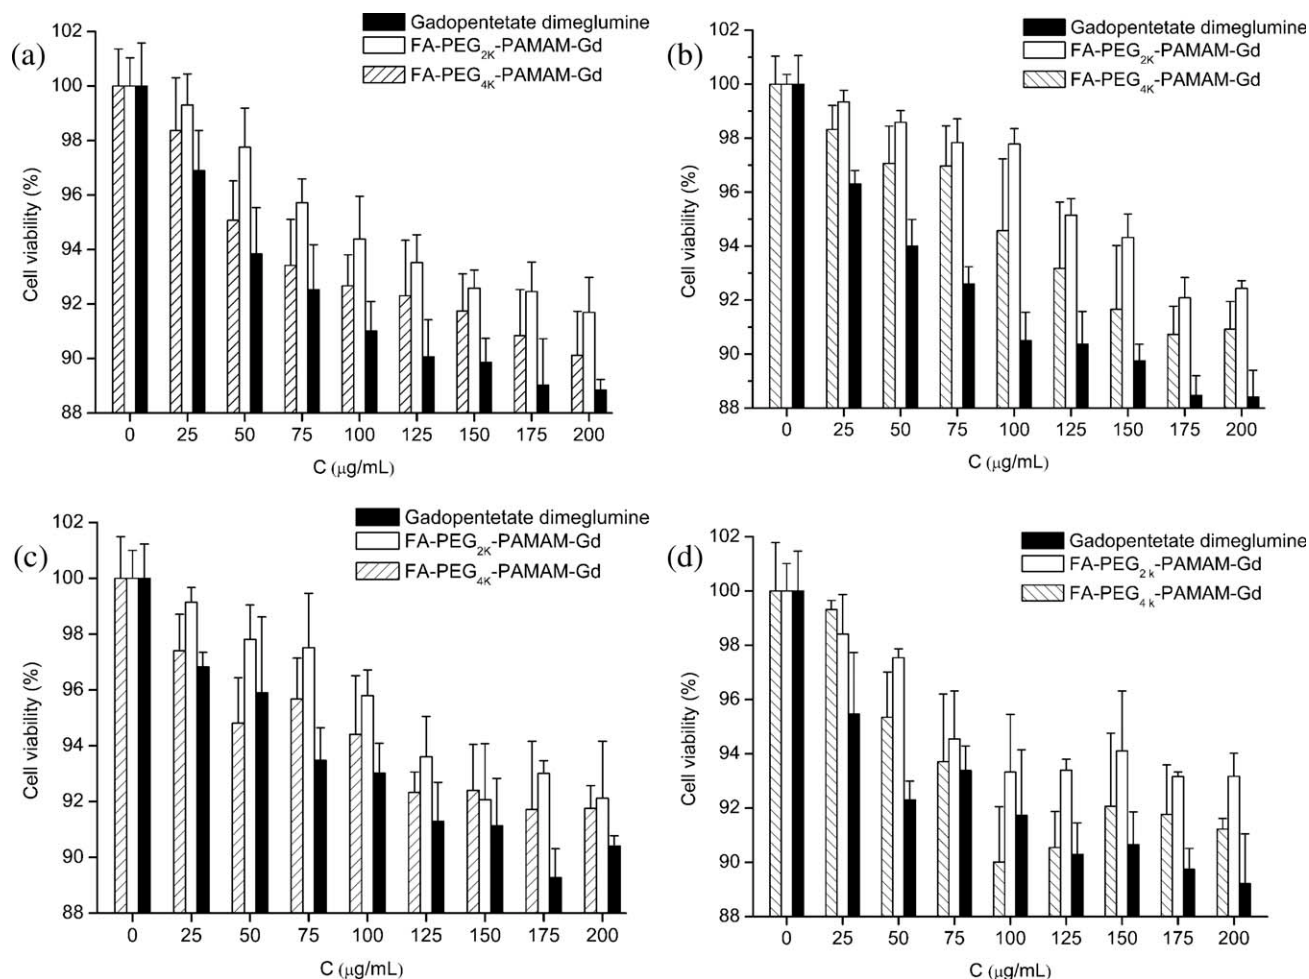 (a)
Gadopentetate dimeglumine
FA-PEG2K-PAMAM-Gd
FA-PEG4K-PAMAM-Gd
Cell viability (%)
102
100
98
96
94
92
90
88
0 25 50 75 100 125 150 175 200
C (μg/mL)
(b)
Gadopentetate dimeglumine
FA-PEG2K-PAMAM-Gd
FA-PEG4K-PAMAM-Gd
Cell viability (%)
102
100
98
96
94
92
90
88
0 25 50 75 100 125 150 175 200
C (μg/mL)
(c)
Gadopentetate dimeglumine
FA-PEG2K-PAMAM-Gd
FA-PEG4K-PAMAM-Gd
Cell viability (%)
102
100
98
96
94
92
90
88
0 25 50 75 100 125 150 175 200
C (μg/mL)
(d)
Gadopentetate dimeglumine
FA-PEG2k-PAMAM-Gd
FA-PEG4k-PAMAM-Gd
Cell viability (%)
102
100
98
96
94
92
90
88
0 25 50 75 100 125 150 175 200
C (μg/mL)